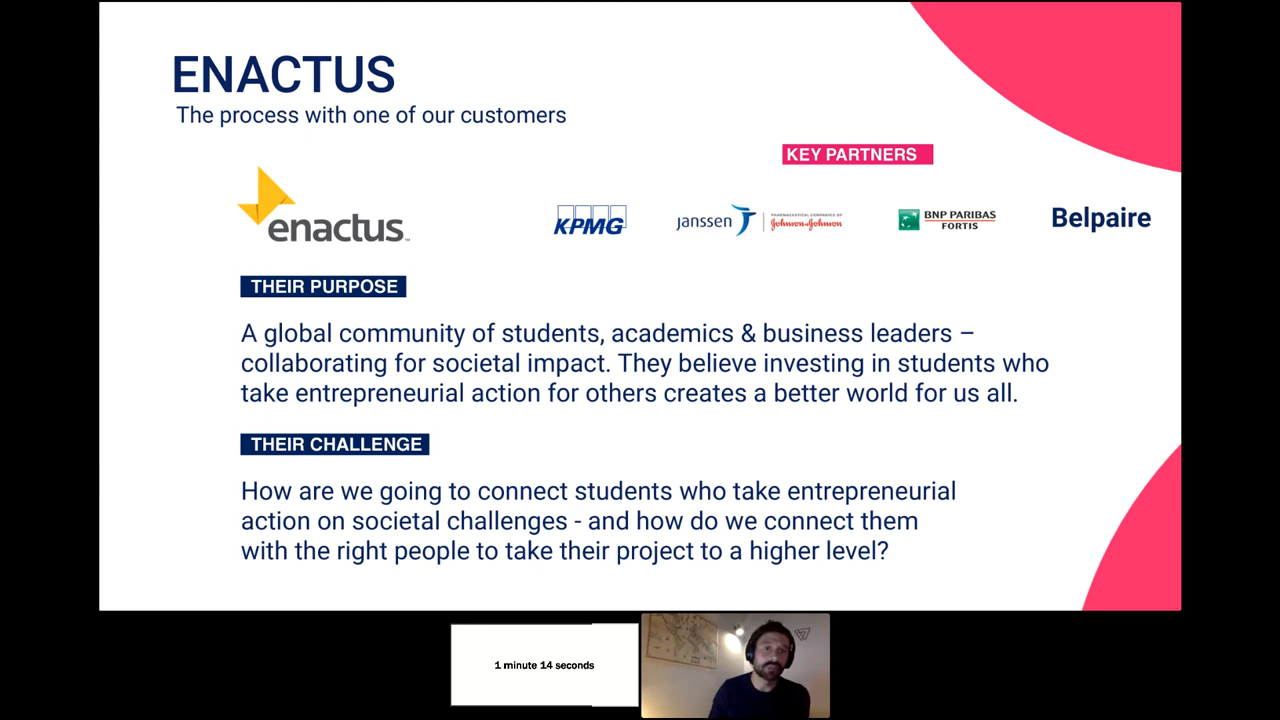 ENACTUS
The process with one of our customers
KEY PARTNERS
enactus™
KPMG
janssen
PHARMACEUTICAL COMPANIES OF
Johnson & Johnson
BNP PARIBAS
FORTIS
Belpaire
THEIR PURPOSE
A global community of students, academics & business leaders –
collaborating for societal impact. They believe investing in students who
take entrepreneurial action for others creates a better world for us all.
THEIR CHALLENGE
How are we going to connect students who take entrepreneurial
action on societal challenges - and how do we connect them
with the right people to take their project to a higher level?
1 minute 14 seconds